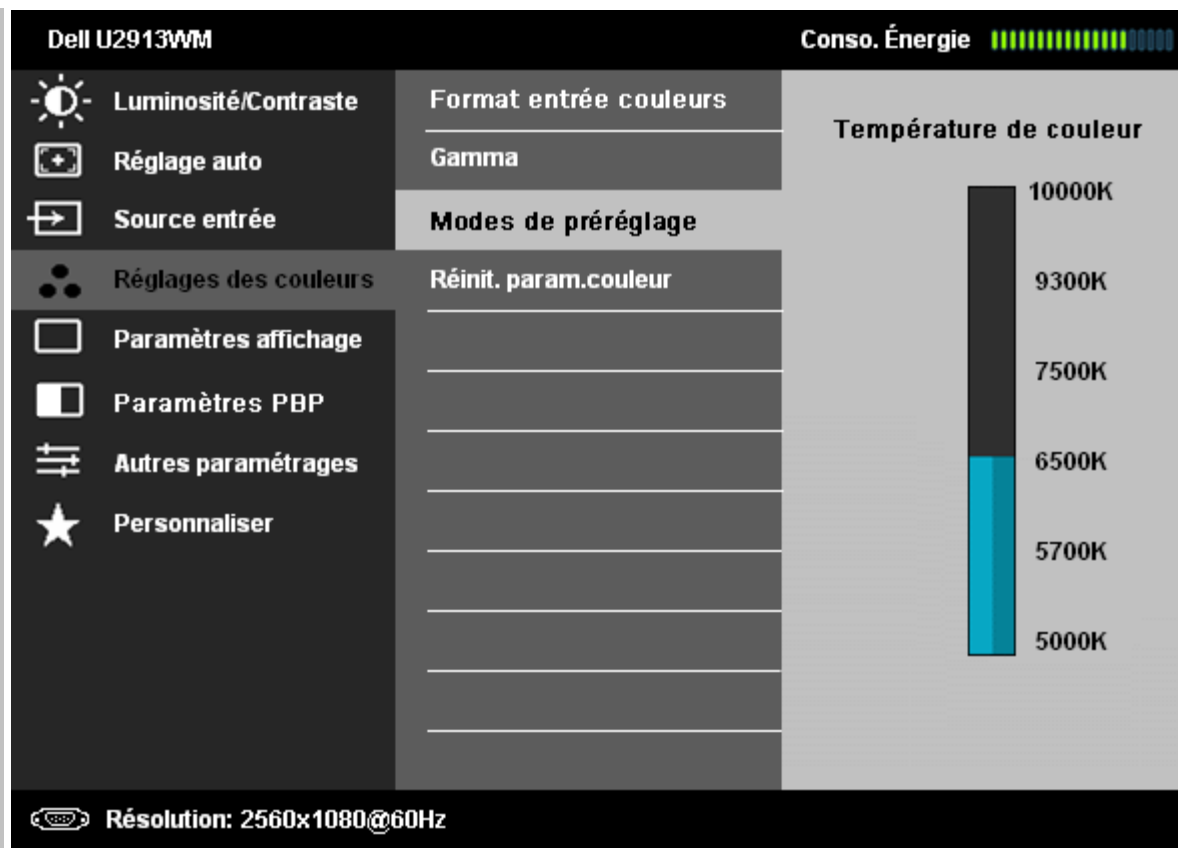 Dell U2913WM
Conso. Énergie
Luminosité/Contraste
Réglage auto
Source entrée
Réglages des couleurs
Paramètres affichage
Paramètres PBP
Autres paramétrages
Personnaliser
Format entrée couleurs
Gamma
Modes de préréglage
Réinit. param.couleur
Température de couleur
10000K
9300K
7500K
6500K
5700K
5000K
Résolution: 2560x1080@60Hz